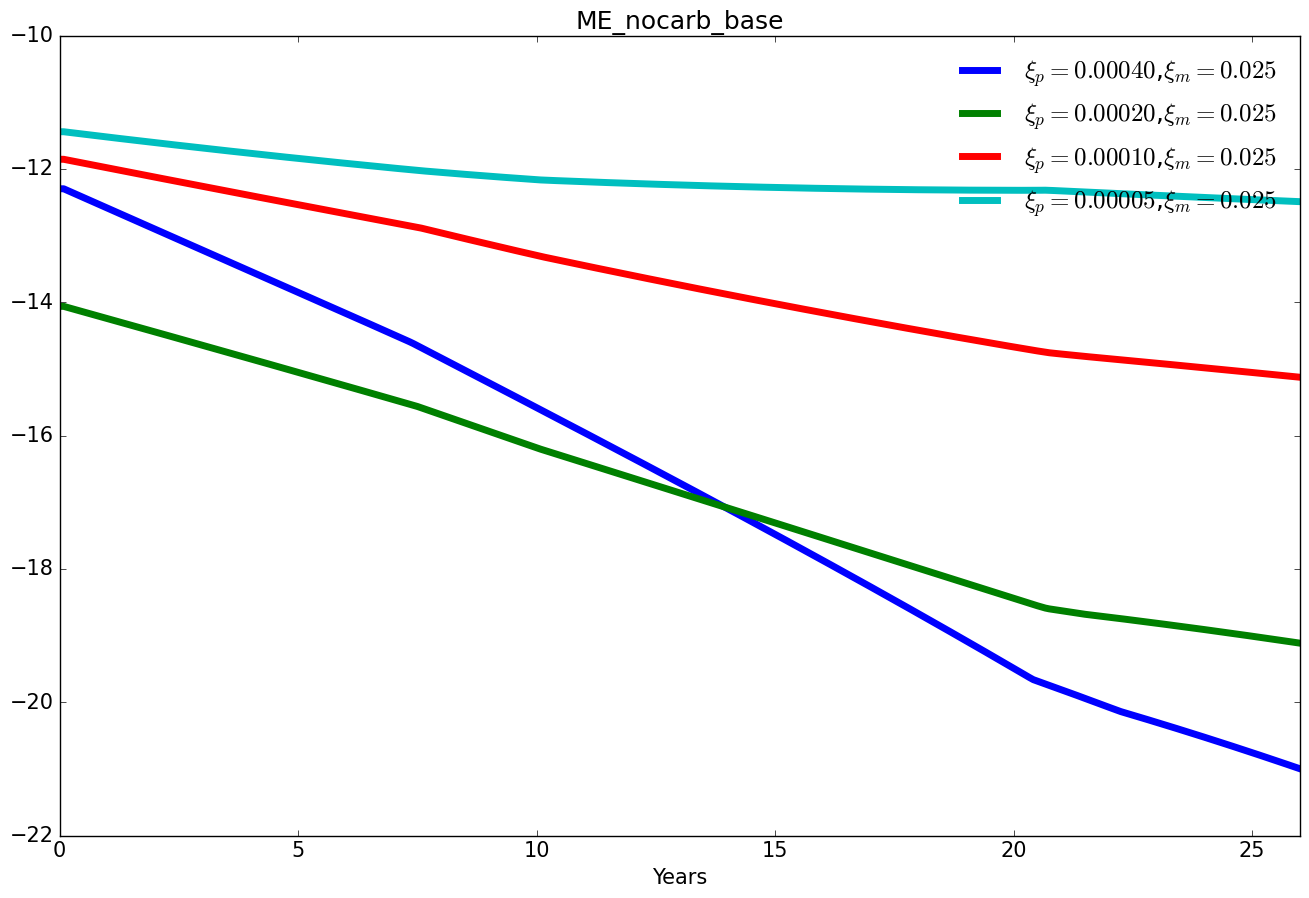 ME_nocarb_base
−10
−12
−14
−16
−18
−20
−22
ξp = 0.00040,ξm = 0.025
ξp = 0.00020,ξm = 0.025
ξp = 0.00010,ξm = 0.025
ξp = 0.00005,ξm = 0.025
0 5 10 15 20 25
Years